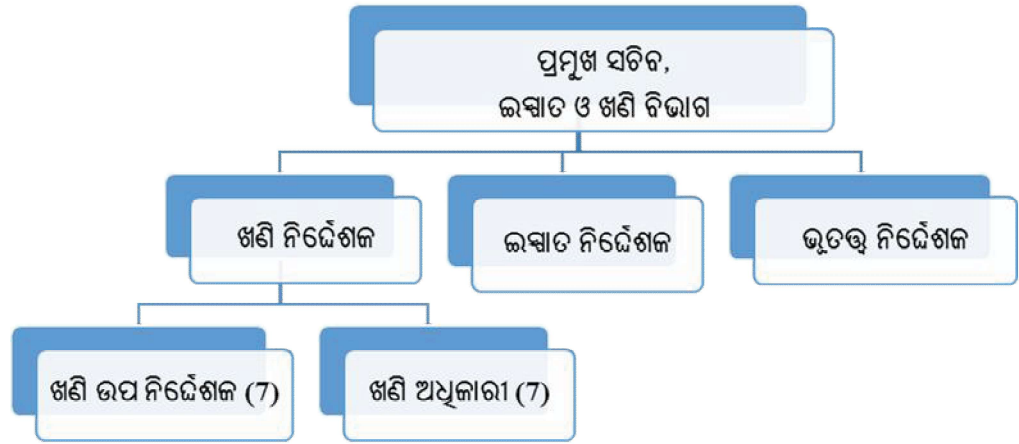 ପ୍ରମୁଖ ସଚିବ,
ଇସ୍ପାତ ଓ ଖଣି ବିଭାଗ
ଖଣି ନିର୍ଦ୍ଦେଶକ
ଇସ୍ପାତ ନିର୍ଦ୍ଦେଶକ
ଭୂତତ୍ତ୍ୱ ନିର୍ଦ୍ଦେଶକ
ଖଣି ଉପ ନିର୍ଦ୍ଦେଶକ (7)
ଖଣି ଅଧିକାରୀ (7)